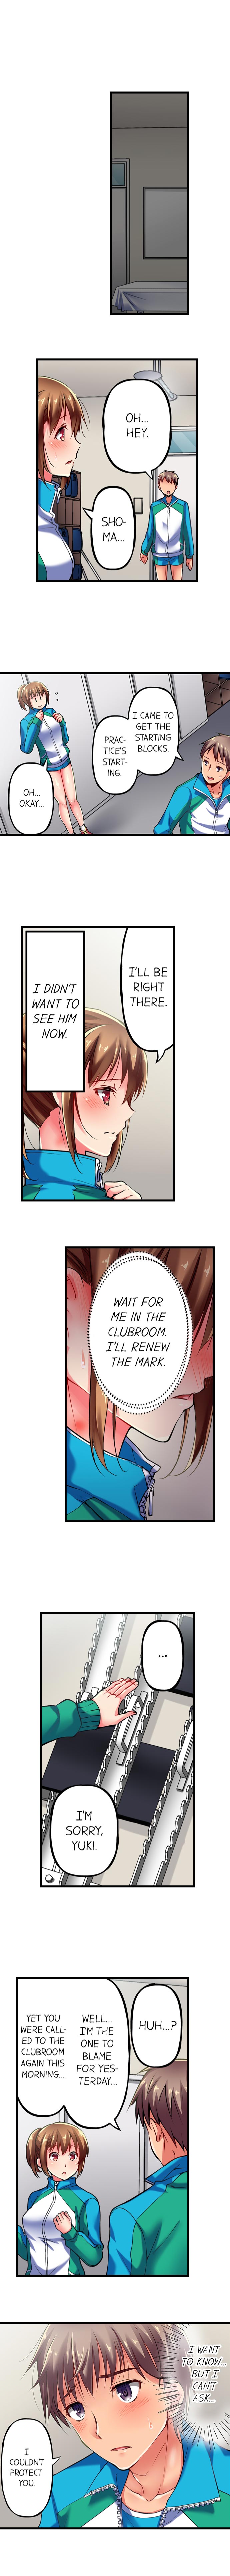 OH...
HEY.
SHO-
MA...
I CAME TO
GET THE
STARTING
BLOCKS.
PRAC-
TICE'S
START-
ING.
OH...
OKAY...
I'LL BE
RIGHT
THERE.
I DIDN'T
WANT TO
SEE HIM
NOW.
WAIT FOR
ME IN THE
CLUBROOM.
I'LL RENEW
THE MARK.
...
I'M
SORRY,
YUKI.
HUH...?
WELL...
I'M THE
ONE TO
BLAME
FOR YES-
TERDAY...
YET YOU
WERE CALL-
ED TO THE
CLUBROOM
AGAIN THIS
MORNING...
I WANT
TO KNOW...
BUT I
CAN'T
ASK...
I
COULDN'T
PROTECT
YOU.